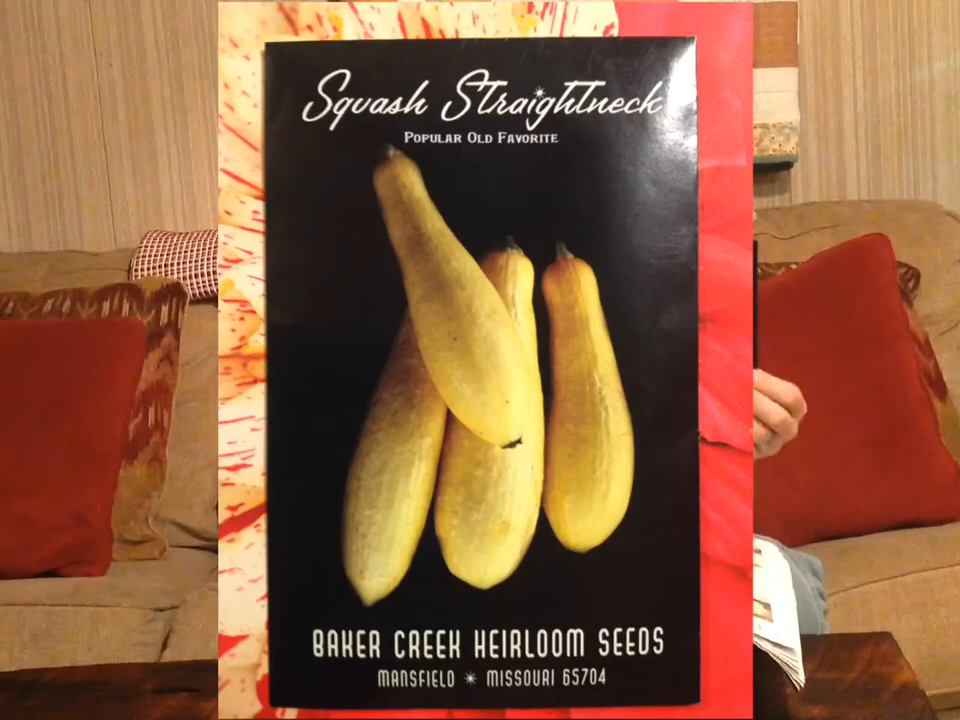 Squash Straightneck
Popular Old Favorite
BAKER CREEK HEIRLOOM SEEDS
MANSFIELD * MISSOURI 65704